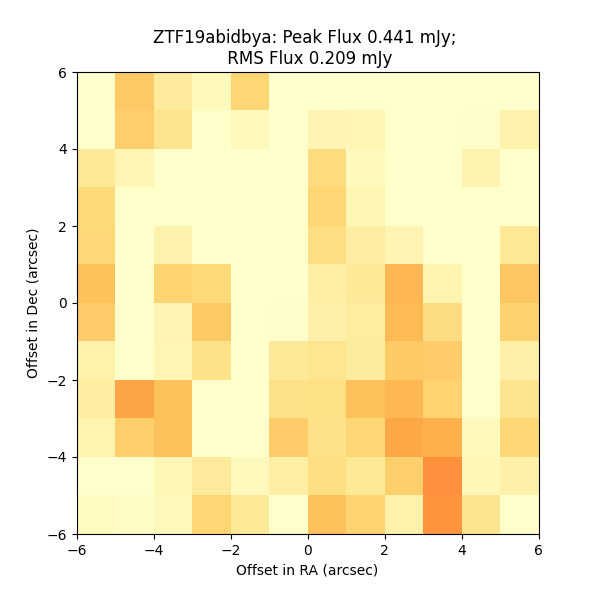 ZTF19abidbya: Peak Flux 0.441 mJy;
RMS Flux 0.209 mJy
6
4
2
0
−2
−4
−6
Offset in Dec (arcsec)
−6 −4 −2 0 2 4 6
Offset in RA (arcsec)